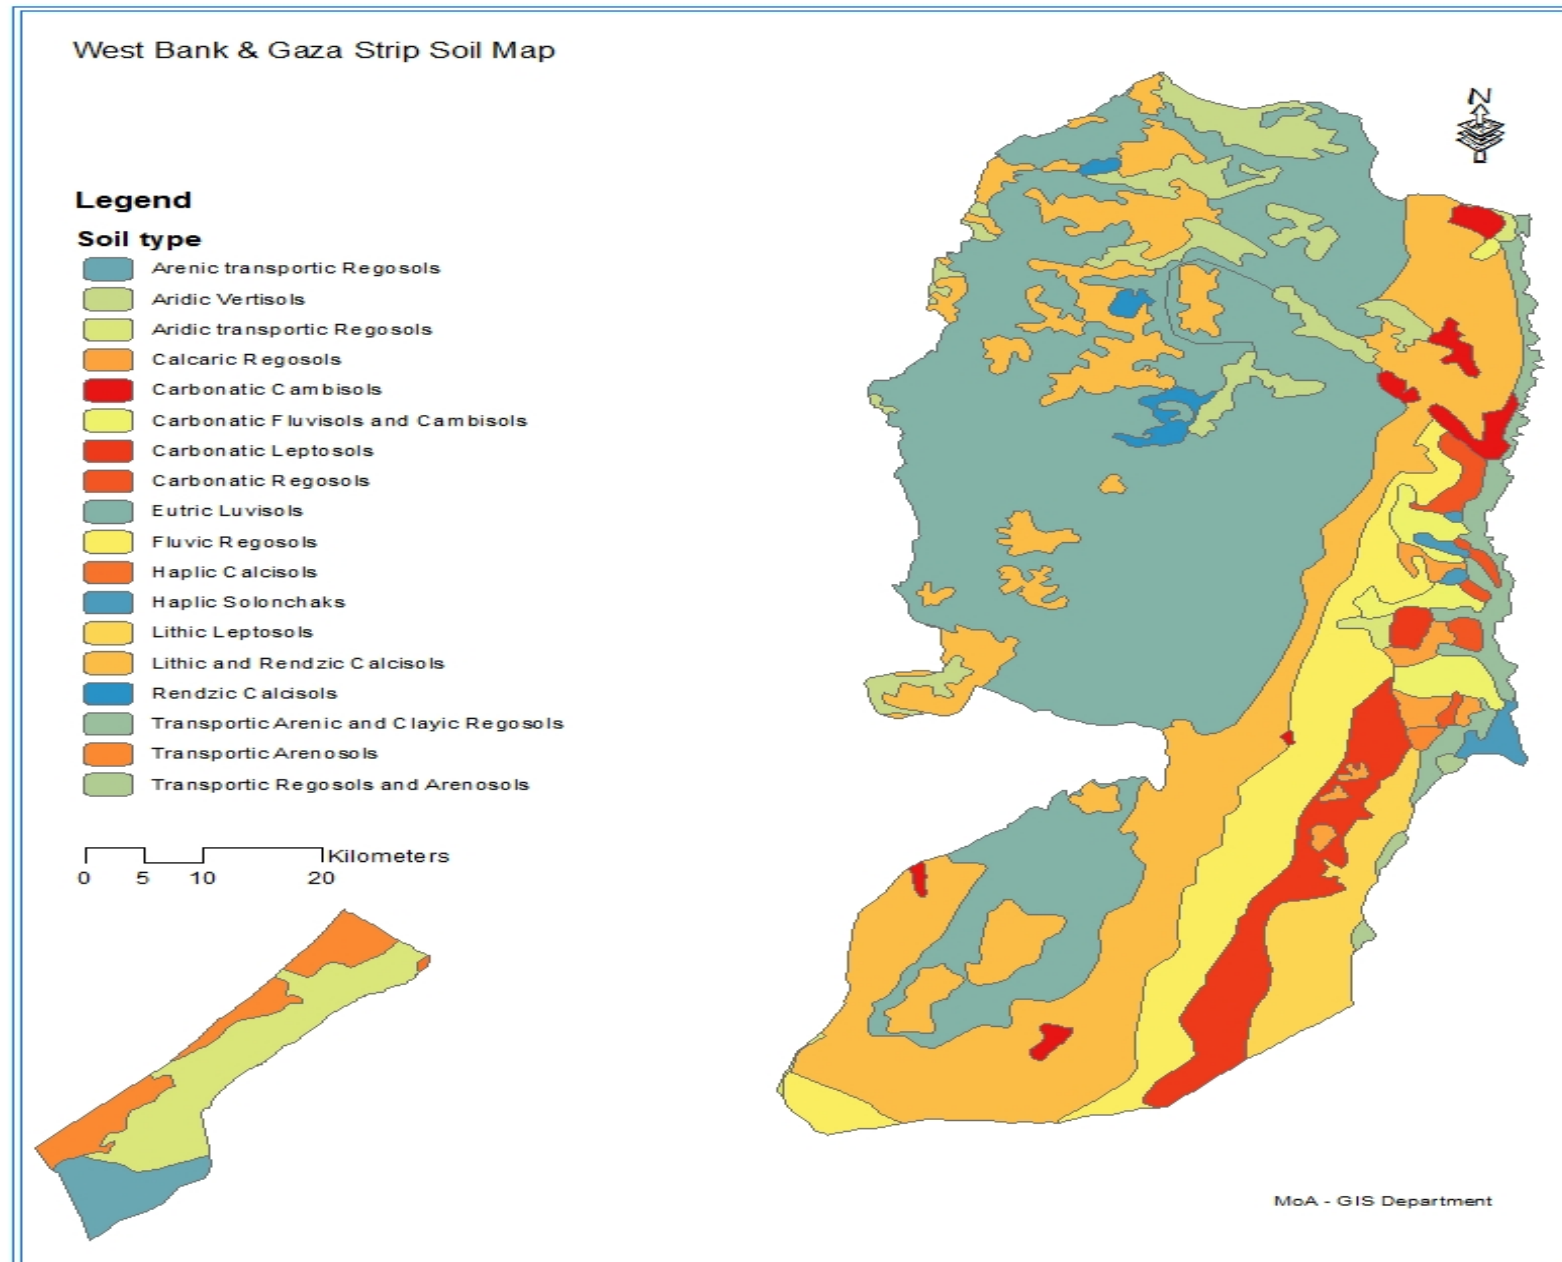 West Bank & Gaza Strip Soil Map
N
Legend
Soil type
Arenic transportic Regosols
Aridic Vertisols
Aridic transportic Regosols
Calcaric Regosols
Carbonatic Cambisols
Carbonatic Fluvisols and Cambisols
Carbonatic Leptosols
Carbonatic Regosols
Eutric Luvisols
Fluvic Regosols
Haplic Calcisols
Haplic Solonchaks
Lithic Leptosols
Lithic and Rendzic Calcisols
Rendzic Calcisols
Transportic Arenic and Clayic Regosols
Transportic Arenosols
Transportic Regosols and Arenosols
Kilometers
0 5 10 20
MoA - GIS Department